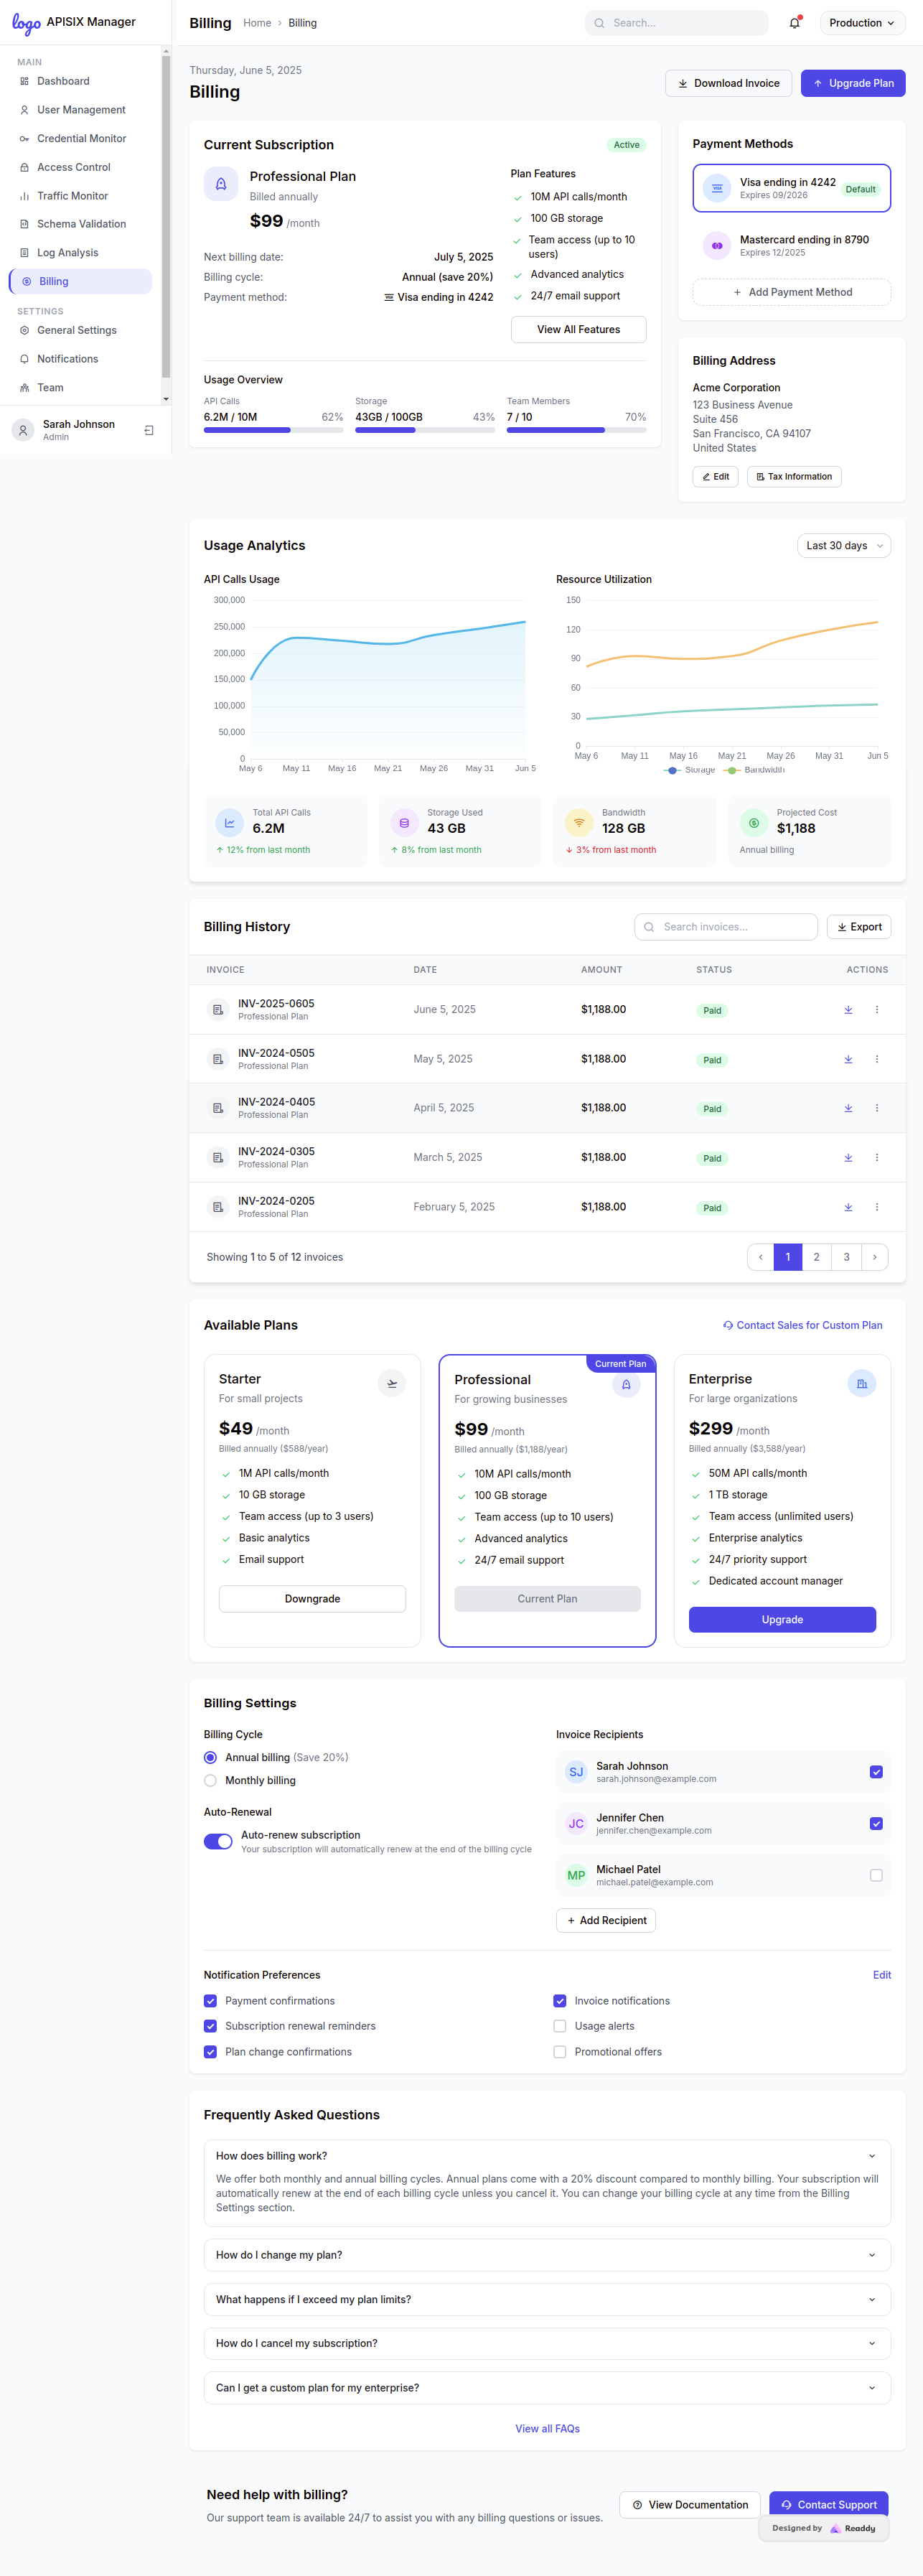 logo APISIX Manager
MAIN
Dashboard
User Management
Credential Monitor
Access Control
Traffic Monitor
Schema Validation
Log Analysis
Billing
SETTINGS
General Settings
Notifications
Team
Sarah Johnson
Admin
Billing Home > Billing
Search...
Production
Thursday, June 5, 2025
Billing
Download Invoice
Upgrade Plan
Current Subscription
Active
Professional Plan
Billed annually
$99 /month
Next billing date: July 5, 2025
Billing cycle: Annual (save 20%)
Payment method: VISA Visa ending in 4242
Plan Features
10M API calls/month
100 GB storage
Team access (up to 10
users)
Advanced analytics
24/7 email support
View All Features
Usage Overview
API Calls
6.2M / 10M 62%
Storage
43GB / 100GB 43%
Team Members
7 / 10 70%
Payment Methods
VISA
Visa ending in 4242
Expires 09/2026
Default
Mastercard ending in 8790
Expires 12/2025
+ Add Payment Method
Billing Address
Acme Corporation
123 Business Avenue
Suite 456
San Francisco, CA 94107
United States
Edit
Tax Information
Usage Analytics
Last 30 days
API Calls Usage
300,000
250,000
200,000
150,000
100,000
50,000
0
May 6 May 11 May 16 May 21 May 26 May 31 Jun 5
Resource Utilization
150
120
90
60
30
0
May 6 May 11 May 16 May 21 May 26 May 31 Jun 5
Storage Bandwidth
Total API Calls
6.2M
↑ 12% from last month
Storage Used
43 GB
↑ 8% from last month
Bandwidth
128 GB
↓ 3% from last month
Projected Cost
$1,188
Annual billing
Billing History
Search invoices...
Export
INVOICE DATE AMOUNT STATUS ACTIONS
INV-2025-0605 June 5, 2025 $1,188.00 Paid
Professional Plan
INV-2024-0505 May 5, 2025 $1,188.00 Paid
Professional Plan
INV-2024-0405 April 5, 2025 $1,188.00 Paid
Professional Plan
INV-2024-0305 March 5, 2025 $1,188.00 Paid
Professional Plan
INV-2024-0205 February 5, 2025 $1,188.00 Paid
Professional Plan
Showing 1 to 5 of 12 invoices
< 1 2 3 >
Available Plans
Contact Sales for Custom Plan
Starter
For small projects
$49 /month
Billed annually ($588/year)
1M API calls/month
10 GB storage
Team access (up to 3 users)
Basic analytics
Email support
Downgrade
Current Plan
Professional
For growing businesses
$99 /month
Billed annually ($1,188/year)
10M API calls/month
100 GB storage
Team access (up to 10 users)
Advanced analytics
24/7 email support
Current Plan
Enterprise
For large organizations
$299 /month
Billed annually ($3,588/year)
50M API calls/month
1 TB storage
Team access (unlimited users)
Enterprise analytics
24/7 priority support
Dedicated account manager
Upgrade
Billing Settings
Billing Cycle
Annual billing (Save 20%)
Monthly billing
Auto-Renewal
Auto-renew subscription
Your subscription will automatically renew at the end of the billing cycle
Invoice Recipients
SJ
Sarah Johnson
sarah.johnson@example.com
JC
Jennifer Chen
jennifer.chen@example.com
MP
Michael Patel
michael.patel@example.com
+ Add Recipient
Notification Preferences
Edit
Payment confirmations
Invoice notifications
Subscription renewal reminders
Usage alerts
Plan change confirmations
Promotional offers
Frequently Asked Questions
How does billing work?
We offer both monthly and annual billing cycles. Annual plans come with a 20% discount compared to monthly billing. Your subscription will
automatically renew at the end of each billing cycle unless you cancel it. You can change your billing cycle at any time from the Billing
Settings section.
How do I change my plan?
What happens if I exceed my plan limits?
How do I cancel my subscription?
Can I get a custom plan for my enterprise?
View all FAQs
Need help with billing?
Our support team is available 24/7 to assist you with any billing questions or issues.
View Documentation
Contact Support
Designed by Readdy